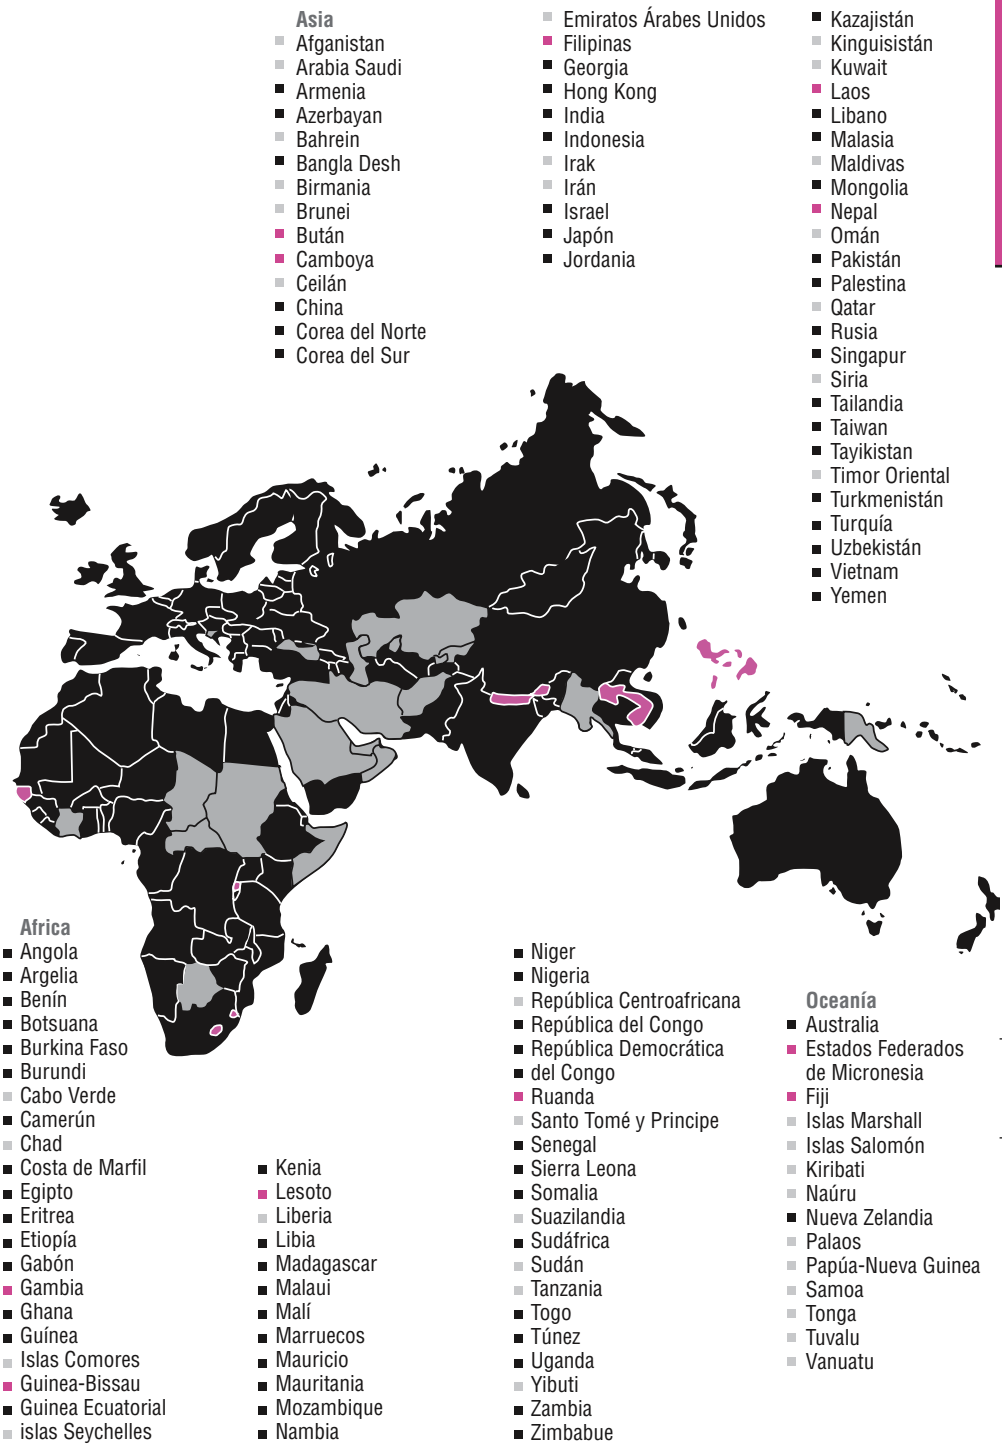 Asia
Afganistan
Arabia Saudi
Armenia
Azerbayan
Bahrein
Bangla Desh
Birmania
Brunei
Bután
Camboya
Ceilán
China
Corea del Norte
Corea del Sur
Emiratos Árabes Unidos
Filipinas
Georgia
Hong Kong
India
Indonesia
Irak
Irán
Israel
Japón
Jordania
Kazajistán
Kinguisistán
Kuwait
Laos
Libano
Malasia
Maldivas
Mongolia
Nepal
Omán
Pakistán
Palestina
Qatar
Rusia
Singapur
Siria
Tailandia
Taiwan
Tayikistan
Timor Oriental
Turkmenistán
Turquía
Uzbekistán
Vietnam
Yemen
Africa
Angola
Argelia
Benín
Botsuana
Burkina Faso
Burundi
Cabo Verde
Camerún
Chad
Costa de Marfil
Egipto
Eritrea
Etiopía
Gabón
Gambia
Ghana
Guínea
Islas Comores
Guinea-Bissau
Guinea Ecuatorial
islas Seychelles
Kenia
Lesoto
Liberia
Libia
Madagascar
Malaui
Malí
Marruecos
Mauricio
Mauritania
Mozambique
Nambia
Niger
Nigeria
República Centroafricana
República del Congo
República Democrática
del Congo
Ruanda
Santo Tomé y Principe
Senegal
Sierra Leona
Somalia
Suazilandia
Sudáfrica
Sudán
Tanzania
Togo
Túnez
Uganda
Yibuti
Zambia
Zimbabue
Oceanía
Australia
Estados Federados
de Micronesia
Fiji
Islas Marshall
Islas Salomón
Kiribati
Naúru
Nueva Zelandia
Palaos
Papúa-Nueva Guinea
Samoa
Tonga
Tuvalu
Vanuatu